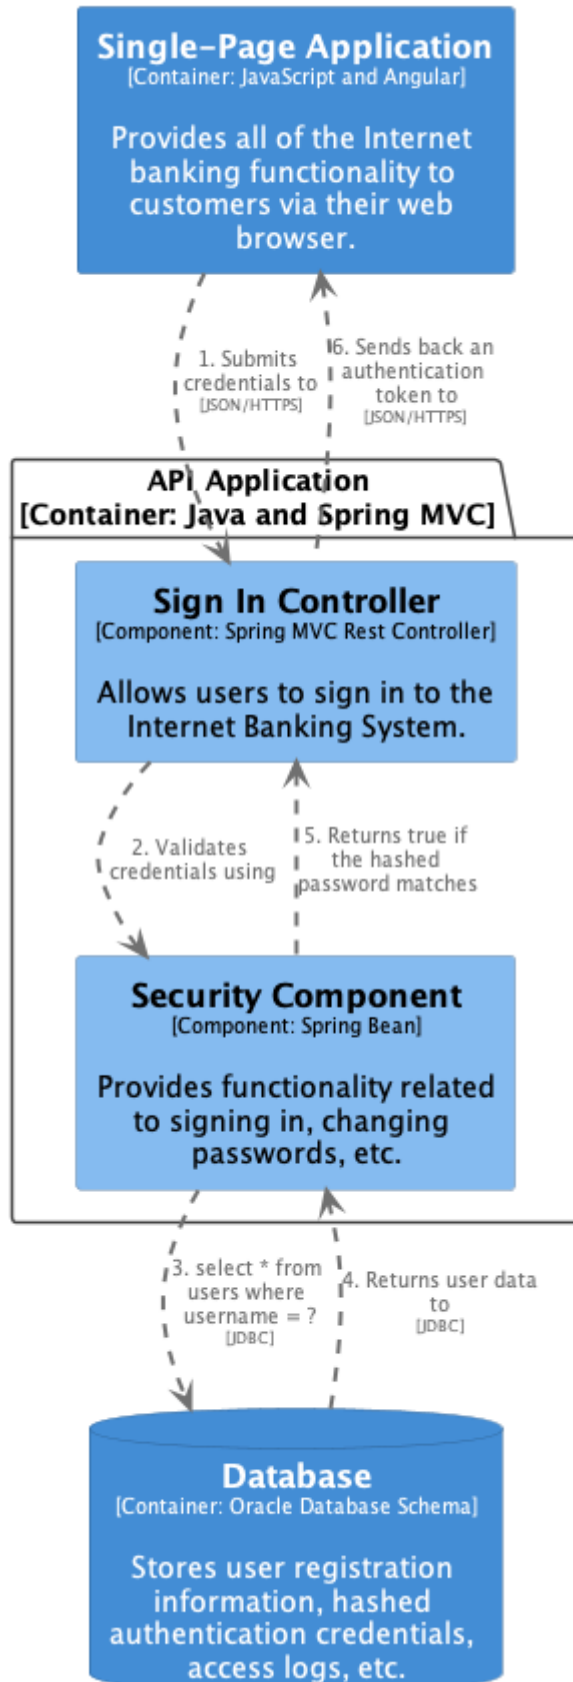 Single-Page Application
[Container: JavaScript and Angular]
Provides all of the Internet
banking functionality to
customers via their web
browser.
1. Submits
credentials to
[JSON/HTTPS]
6. Sends back an
authentication
token to
[JSON/HTTPS]
API Application
[Container: Java and Spring MVC]
Sign In Controller
[Component: Spring MVC Rest Controller]
Allows users to sign in to the
Internet Banking System.
2. Validates
credentials using
5. Returns true if
the hashed
password matches
Security Component
[Component: Spring Bean]
Provides functionality related
to signing in, changing
passwords, etc.
3. select * from
users where
username = ?
[JDBC]
4. Returns user data
to
[JDBC]
Database
[Container: Oracle Database Schema]
Stores user registration
information, hashed
authentication credentials,
access logs, etc.